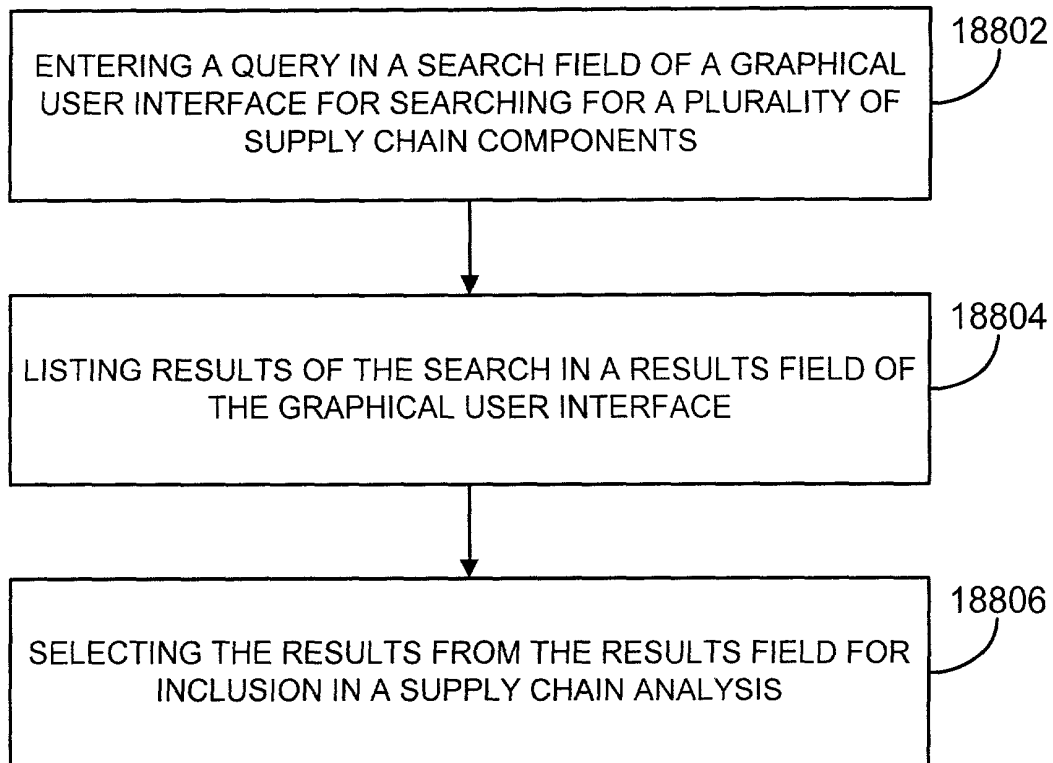 18802
ENTERING A QUERY IN A SEARCH FIELD OF A GRAPHICAL
USER INTERFACE FOR SEARCHING FOR A PLURALITY OF
SUPPLY CHAIN COMPONENTS
18804
LISTING RESULTS OF THE SEARCH IN A RESULTS FIELD OF
THE GRAPHICAL USER INTERFACE
18806
SELECTING THE RESULTS FROM THE RESULTS FIELD FOR
INCLUSION IN A SUPPLY CHAIN ANALYSIS